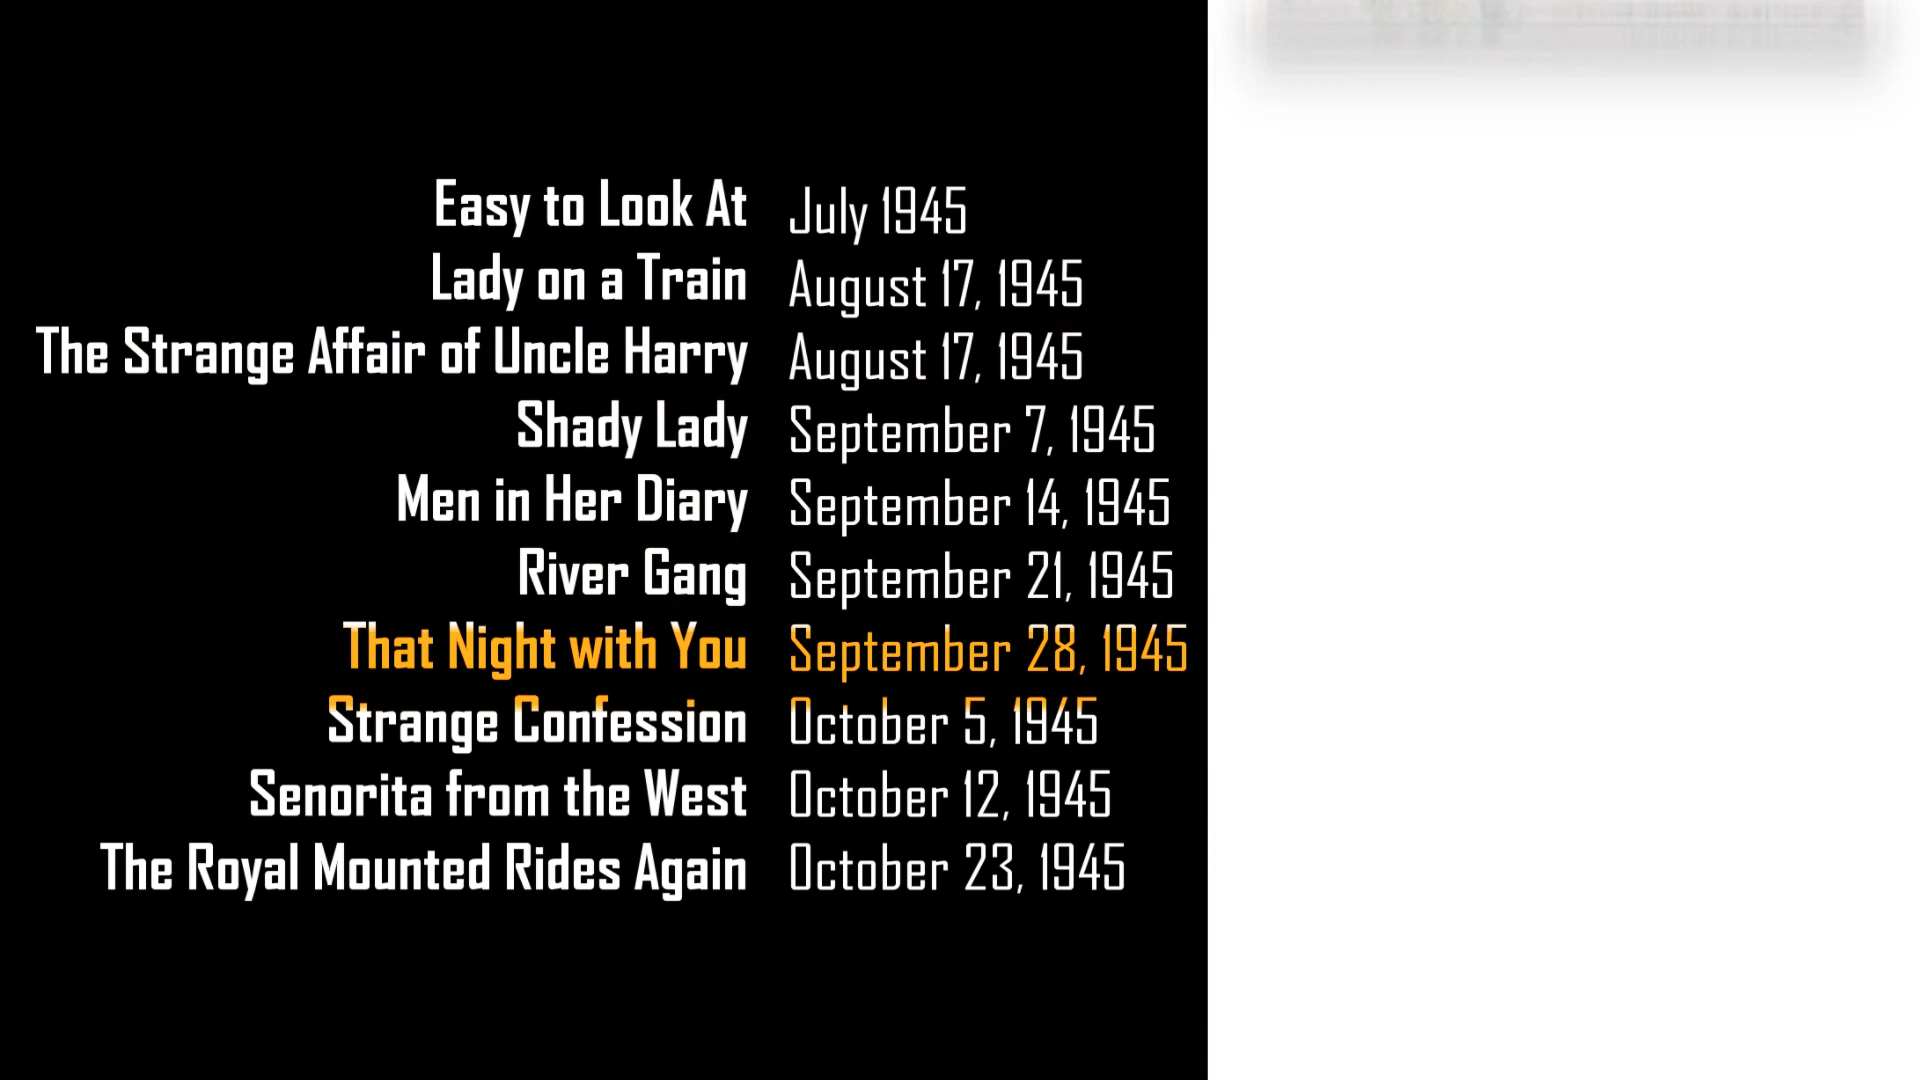 Easy to Look At July 1945
Lady on a Train August 17, 1945
The Strange Affair of Uncle Harry August 17, 1945
Shady Lady September 7, 1945
Men in Her Diary September 14, 1945
River Gang September 21, 1945
That Night with You September 28, 1945
Strange Confession October 5, 1945
Senorita from the West October 12, 1945
The Royal Mounted Rides Again October 23, 1945